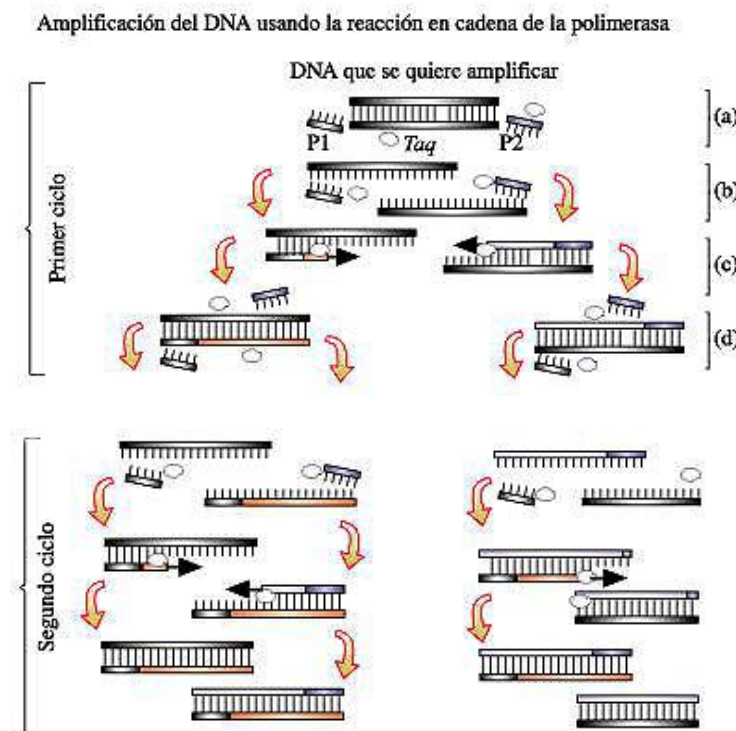 Amplificación del DNA usando la reacción en cadena de la polimerasa
DNA que se quiere amplificar
(a)
P1 Taq P2
(b)
(c)
(d)
Primer ciclo
Segundo ciclo